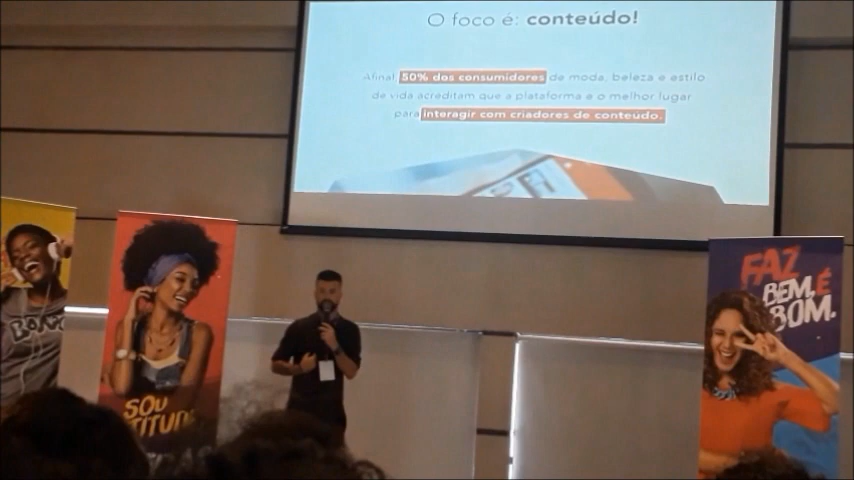 O foco é: conteúdo!
Afinal, 50% dos consumidores de moda, beleza e estilo
de vida acreditam que a plataforma é o melhor lugar
para interagir com criadores de conteúdo.
SOU
FAZ
BEM. É
BOM.